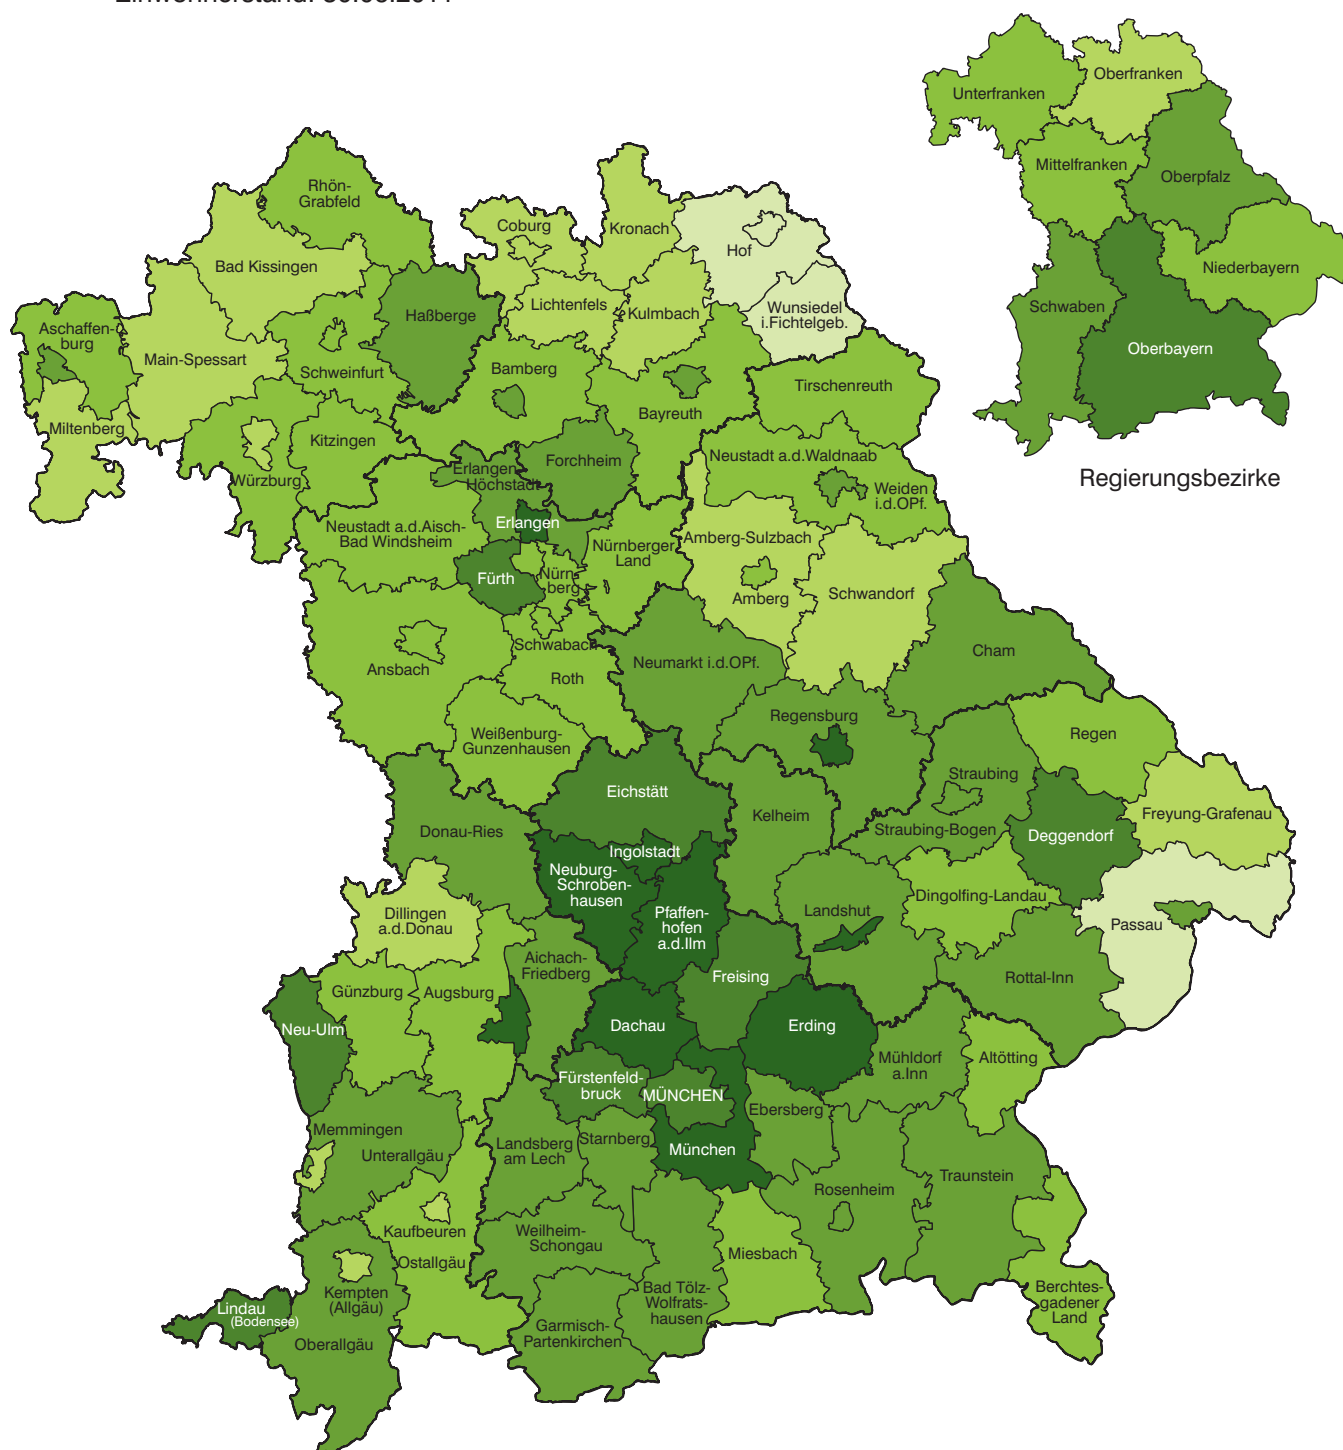 Oberfranken
Unterfranken
Mittelfranken
Oberpfalz
Niederbayern
Schwaben
Oberbayern
Regierungsbezirke
Rhön-
Grabfeld
Coburg
Kronach
Hof
Bad Kissingen
Lichtenfels
Kulmbach
Wunsiedel
i.Fichtelgeb.
Haßberge
Aschaffen-
burg
Main-Spessart
Schweinfurt
Bamberg
Bayreuth
Tirschenreuth
Miltenberg
Kitzingen
Würzburg
Erlangen-
Höchstadt
Forchheim
Neustadt a.d.Waldnaab
Weiden
i.d.OPf.
Neustadt a.d.Aisch-
Bad Windsheim
Erlangen
Nürnberger
Land
Amberg-Sulzbach
Fürth
Nürn-
berg
Amberg
Schwandorf
Schwabach
Ansbach
Roth
Neumarkt i.d.OPf.
Cham
Weißenburg-
Gunzenhausen
Regensburg
Regen
Straubing
Eichstätt
Kelheim
Freyung-Grafenau
Donau-Ries
Straubing-Bogen
Deggendorf
Ingolstadt
Neuburg-
Schroben-
hausen
Dingolfing-Landau
Dillingen
a.d.Donau
Pfaffen-
hofen
a.d.Ilm
Landshut
Passau
Aichach-
Friedberg
Freising
Rottal-Inn
Günzburg
Augsburg
Neu-Ulm
Dachau
Erding
Mühldorf
a.Inn
Altötting
Fürstenfeld-
bruck
MÜNCHEN
Ebersberg
Memmingen
Unterallgäu
Landsberg
am Lech
Starnberg
München
Rosenheim
Traunstein
Kaufbeuren
Ostallgäu
Weilheim-
Schongau
Miesbach
Kempten
(Allgäu)
Bad Tölz-
Wolfrats-
hausen
Berchtes-
gadener
Land
Lindau
(Bodensee)
Oberallgäu
Garmisch-
Partenkirchen